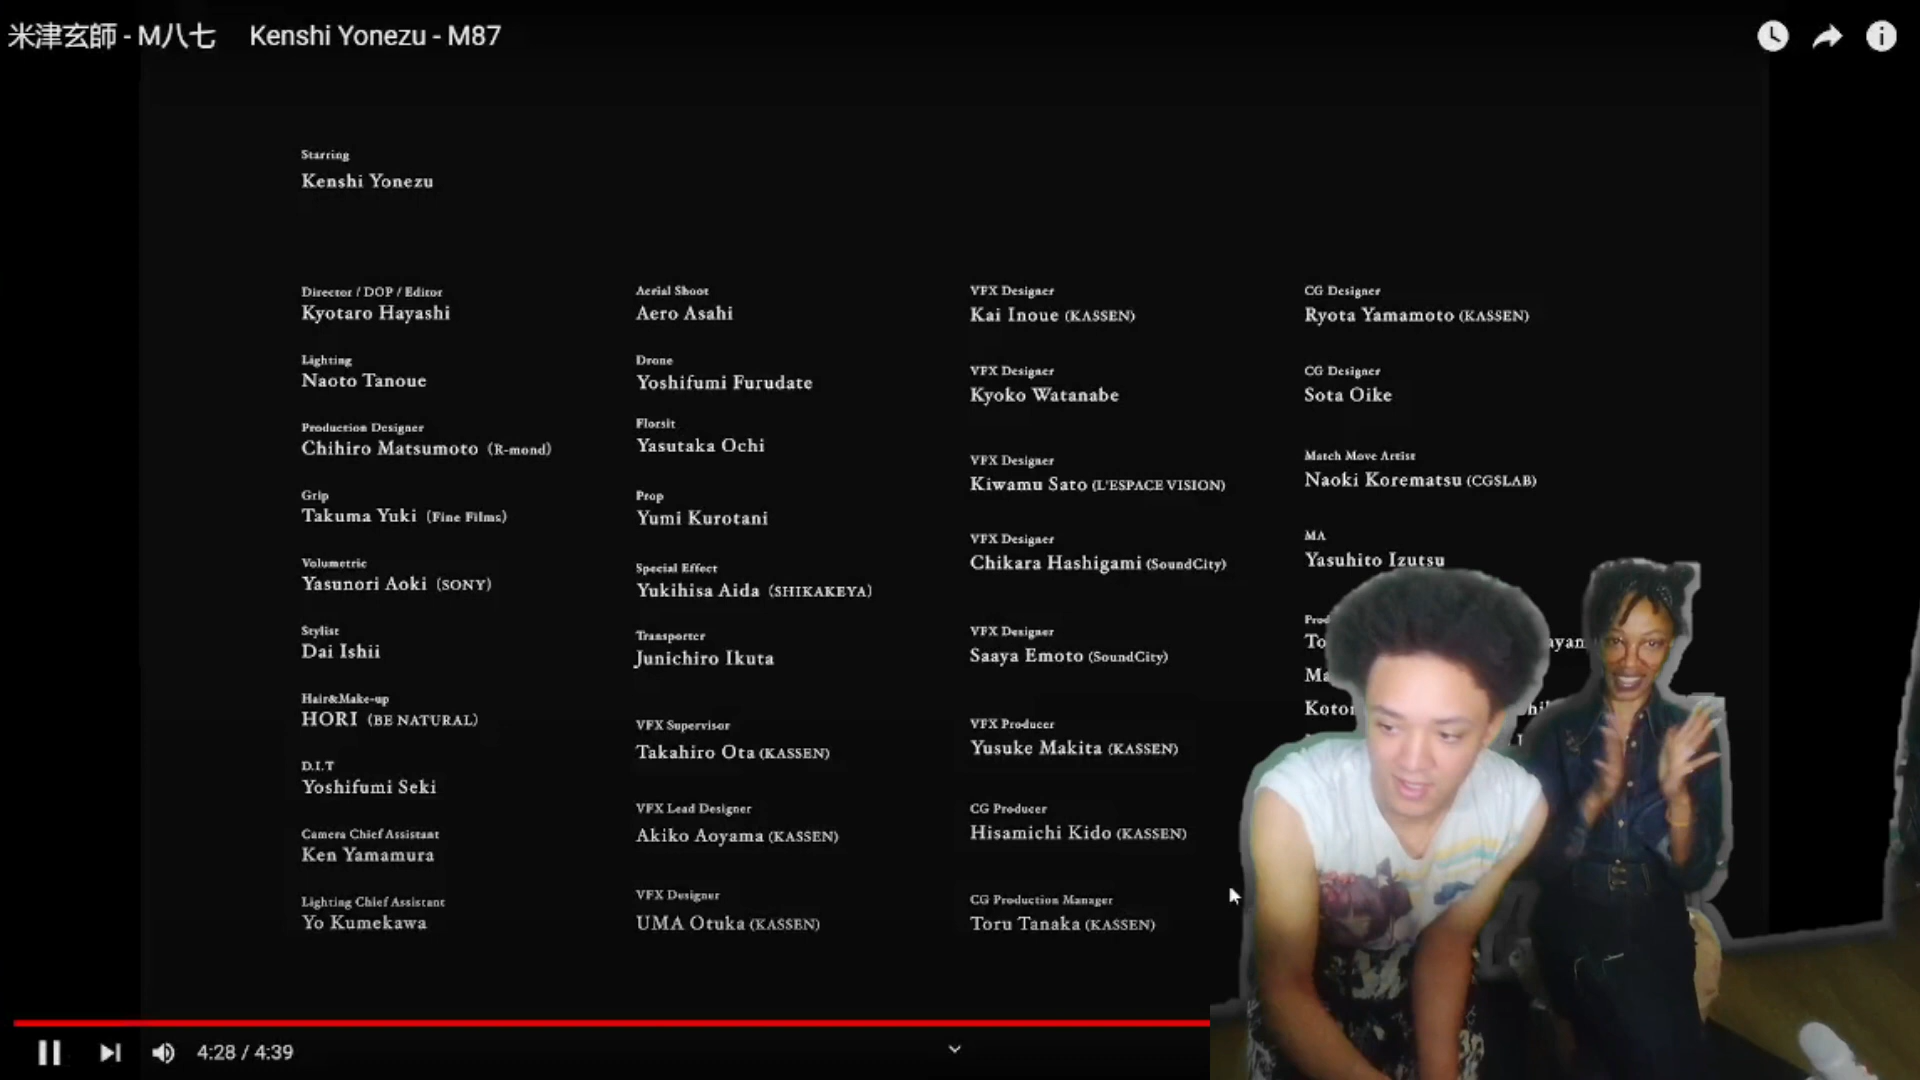 米津玄師 - M八七 Kenshi Yonezu - M87
Starring
Kenshi Yonezu
Director / DOP / Editor
Kyotaro Hayashi
Lighting
Naoto Tanoue
Production Designer
Chihiro Matsumoto (R-mond)
Grip
Takuma Yuki (Fine Films)
Volumetric
Yasunori Aoki (SONY)
Stylist
Dai Ishii
Hair&Make-up
HORI (BE NATURAL)
D.I.T
Yoshifumi Seki
Camera Chief Assistant
Ken Yamamura
Lighting Chief Assistant
Yo Kumekawa
Aerial Shoot
Aero Asahi
Drone
Yoshifumi Furudate
Florsit
Yasutaka Ochi
Prop
Yumi Kurotani
Special Effect
Yukihisa Aida (SHIKAKEYA)
Transporter
Junichiro Ikuta
VFX Supervisor
Takahiro Ota (KASSEN)
VFX Lead Designer
Akiko Aoyama (KASSEN)
VFX Designer
UMA Otuka (KASSEN)
VFX Designer
Kai Inoue (KASSEN)
VFX Designer
Kyoko Watanabe
VFX Designer
Kiwamu Sato (L'ESPACE VISION)
VFX Designer
Chikara Hashigami (SoundCity)
VFX Designer
Saaya Emoto (SoundCity)
VFX Producer
Yusuke Makita (KASSEN)
CG Producer
Hisamichi Kido (KASSEN)
CG Production Manager
Toru Tanaka (KASSEN)
CG Designer
Ryota Yamamoto (KASSEN)
CG Designer
Sota Oike
Match Move Artist
Naoki Korematsu (CGSLAB)
MA
Yasuhito Izutsu
4:28 / 4:39